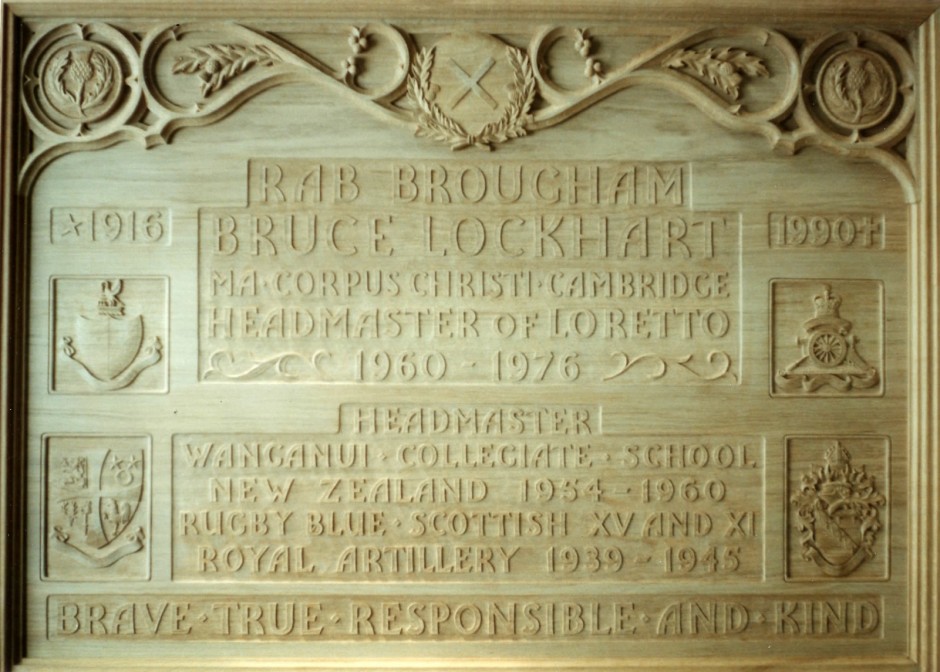 RAB BROUGHAM
BRUCE LOCKHART
☆1916
1990†
MA·CORPUS CHRISTI·CAMBRIDGE
HEADMASTER OF LORETTO
1960 - 1976
HEADMASTER
WANGANUI · COLLEGIATE · SCHOOL
NEW ZEALAND 1954 - 1960
RUGBY BLUE · SCOTTISH XV AND XI
ROYAL ARTILLERY 1939 - 1945
BRAVE · TRUE · RESPONSIBLE · AND · KIND